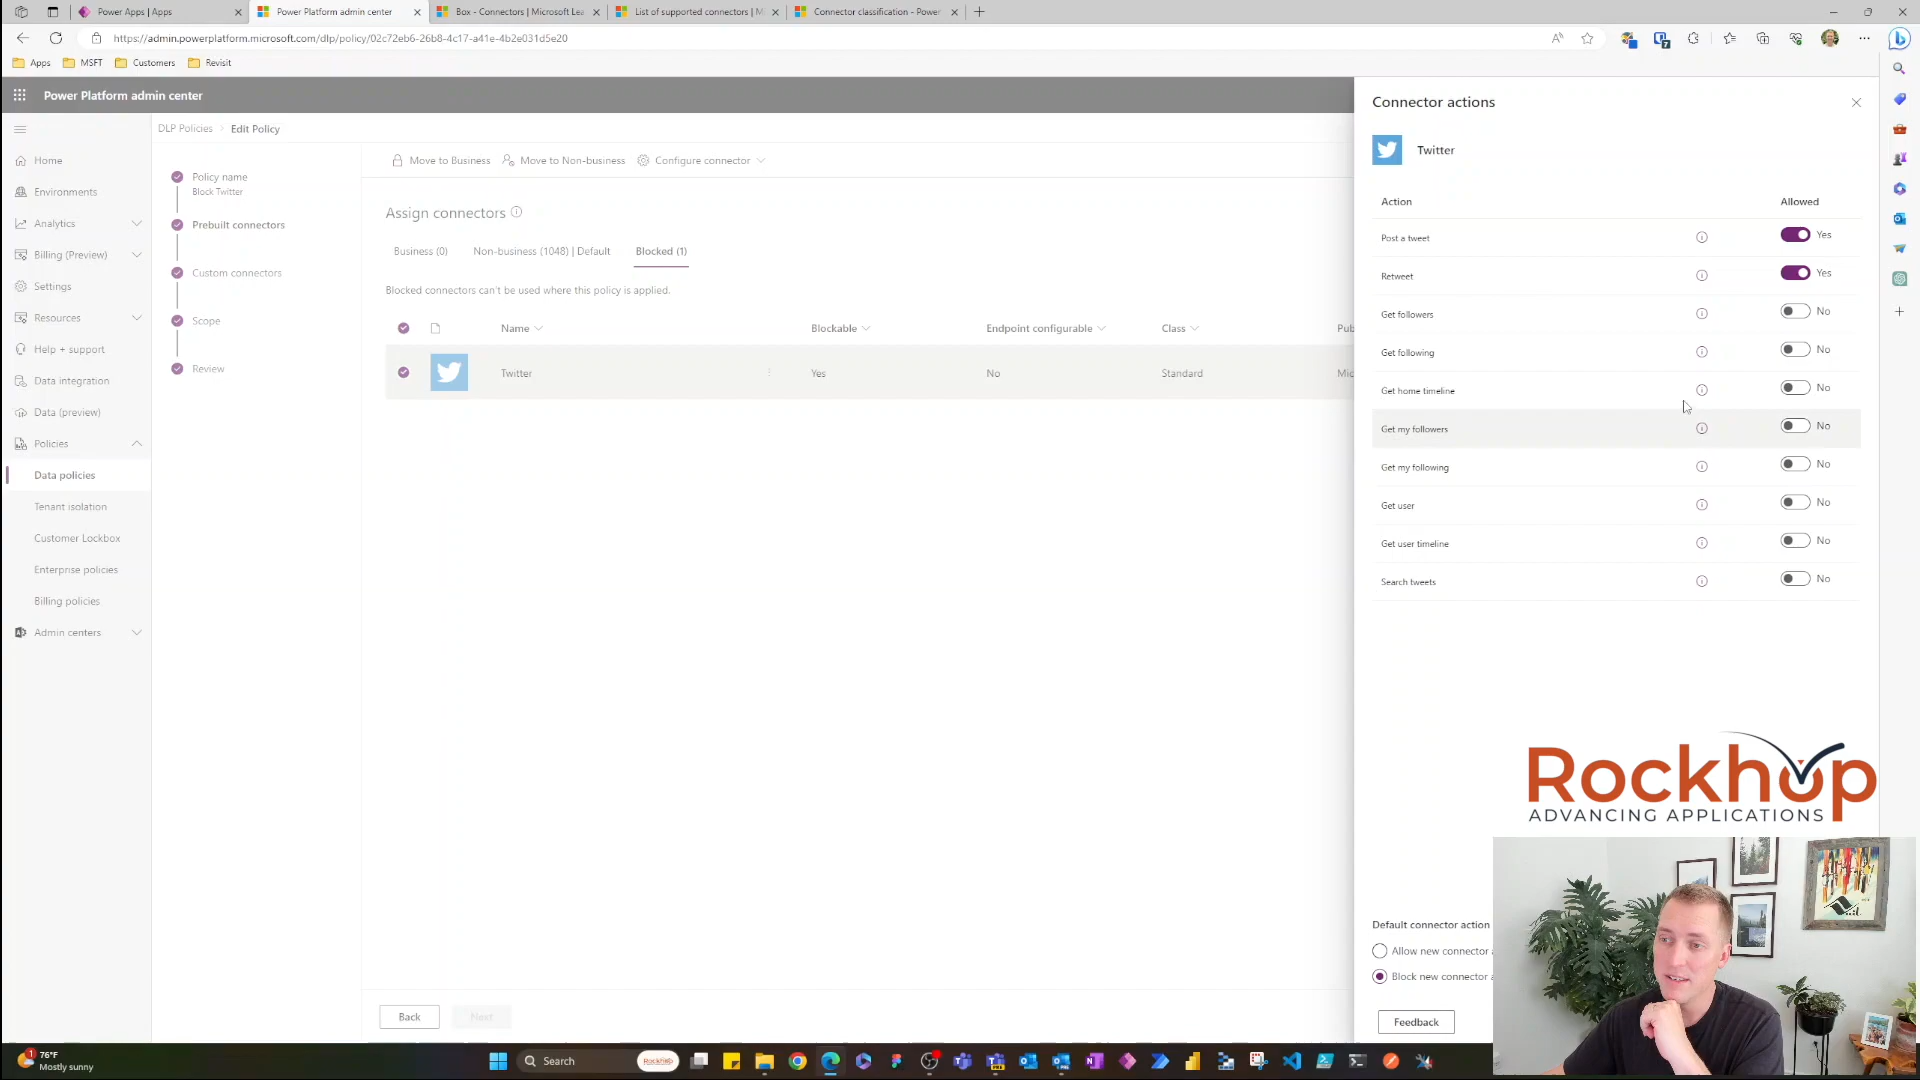 Power Apps | Apps
Power Platform admin center
Box - Connectors | Microsoft Lea
List of supported connectors | Mi
Connector classification - Power
https://admin.powerplatform.microsoft.com/dlp/policy/02c72eb6-26b8-4c17-a41e-4b2e031d5e20
Apps
MSFT
Customers
Revisit
Power Platform admin center
Home
Environments
Analytics
Billing (Preview)
Settings
Resources
Help + support
Data integration
Data (preview)
Policies
Data policies
Tenant isolation
Customer Lockbox
Enterprise policies
Billing policies
Admin centers
DLP Policies > Edit Policy
Policy name
Block Twitter
Prebuilt connectors
Custom connectors
Scope
Review
Move to Business
Move to Non-business
Configure connector
Assign connectors
Business (0)
Non-business (1048) | Default
Blocked (1)
Blocked connectors can't be used where this policy is applied.
Name Blockable Endpoint configurable Class Pub
Twitter Yes No Standard Mic
Back
Next
Connector actions
Twitter
Action Allowed
Post a tweet Yes
Retweet Yes
Get followers No
Get following No
Get home timeline No
Get my followers No
Get my following No
Get user No
Get user timeline No
Search tweets No
Rockhop
ADVANCING APPLICATIONS
Default connector action
Allow new connector a
Block new connector a
Feedback
1
76°F
Mostly sunny
Search
Rockhop